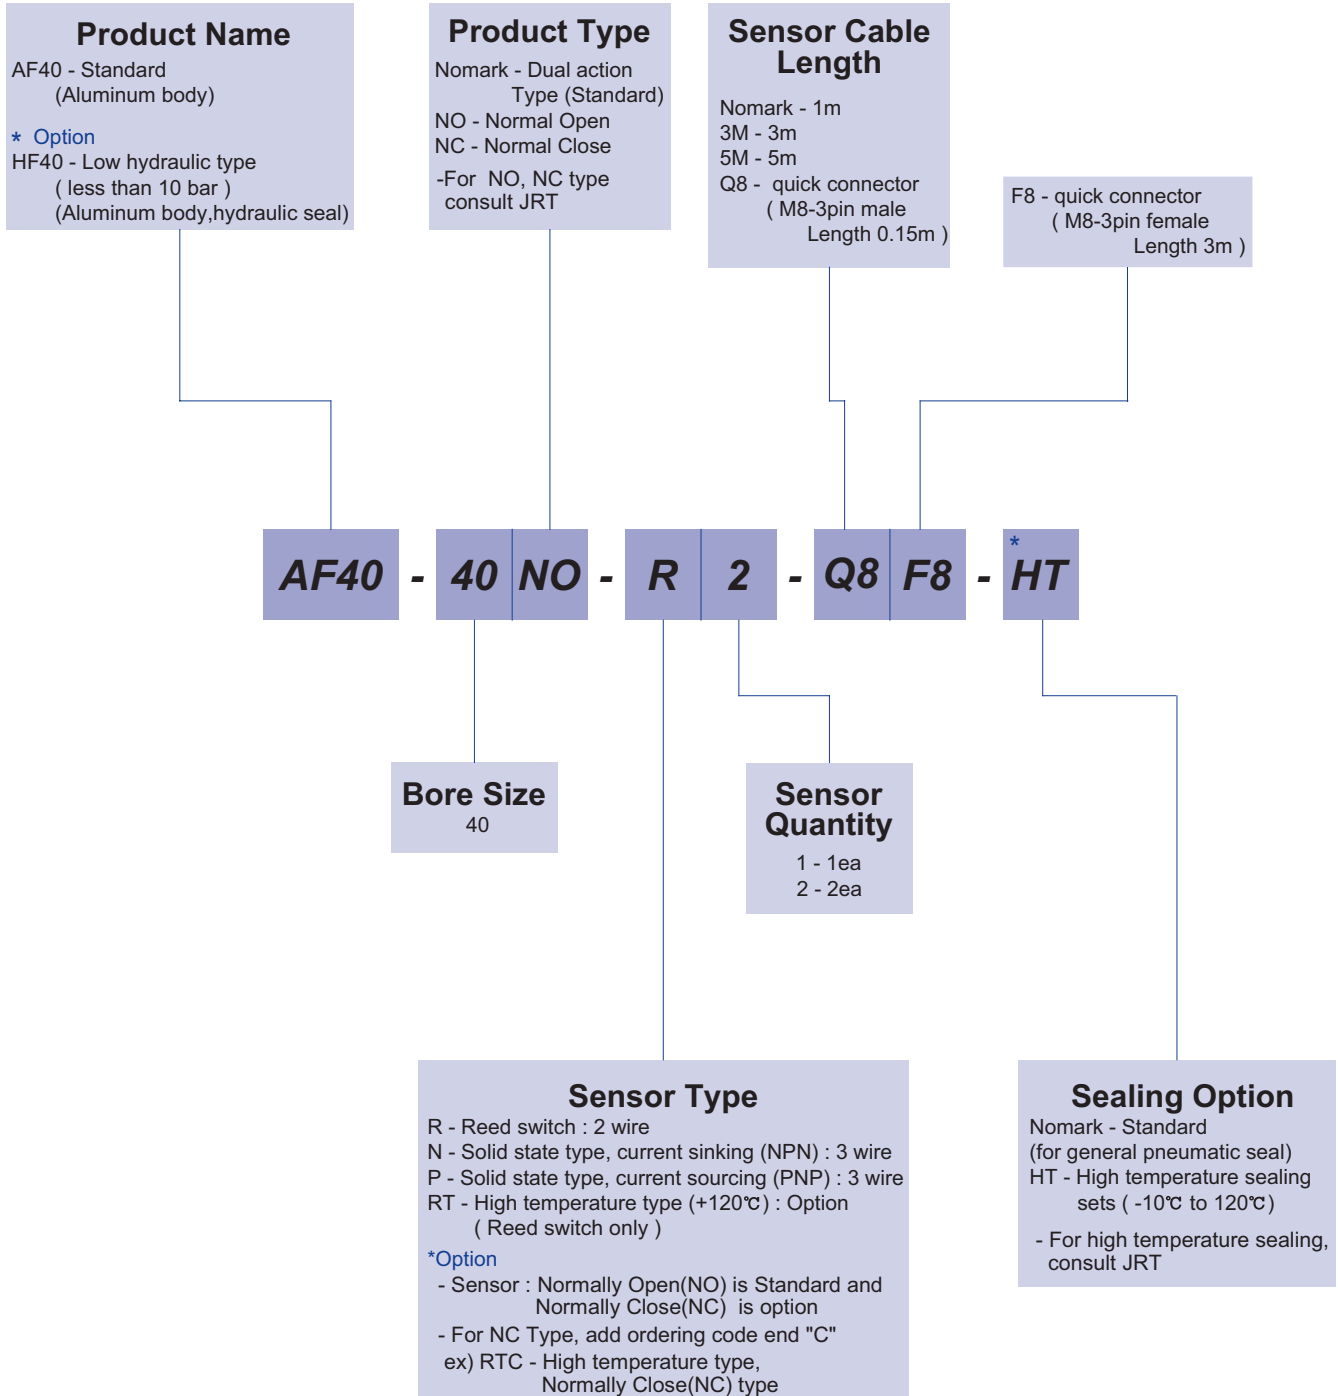 Product Name
AF40 - Standard
(Aluminum body)
* Option
HF40 - Low hydraulic type
( less than 10 bar )
(Aluminum body,hydraulic seal)
Product Type
Nomark - Dual action
Type (Standard)
NO - Normal Open
NC - Normal Close
-For NO, NC type
consult JRT
Sensor Cable
Length
Nomark - 1m
3M - 3m
5M - 5m
Q8 - quick connector
( M8-3pin male
Length 0.15m )
F8 - quick connector
( M8-3pin female
Length 3m )
AF40 - 40 NO - R 2 - Q8 F8 - *HT
Bore Size
40
Sensor
Quantity
1 - 1ea
2 - 2ea
Sensor Type
R - Reed switch : 2 wire
N - Solid state type, current sinking (NPN) : 3 wire
P - Solid state type, current sourcing (PNP) : 3 wire
RT - High temperature type (+120℃) : Option
( Reed switch only )
*Option
- Sensor : Normally Open(NO) is Standard and
Normally Close(NC) is option
- For NC Type, add ordering code end "C"
ex) RTC - High temperature type,
Normally Close(NC) type
Sealing Option
Nomark - Standard
(for general pneumatic seal)
HT - High temperature sealing
sets ( -10℃ to 120℃)
- For high temperature sealing,
consult JRT